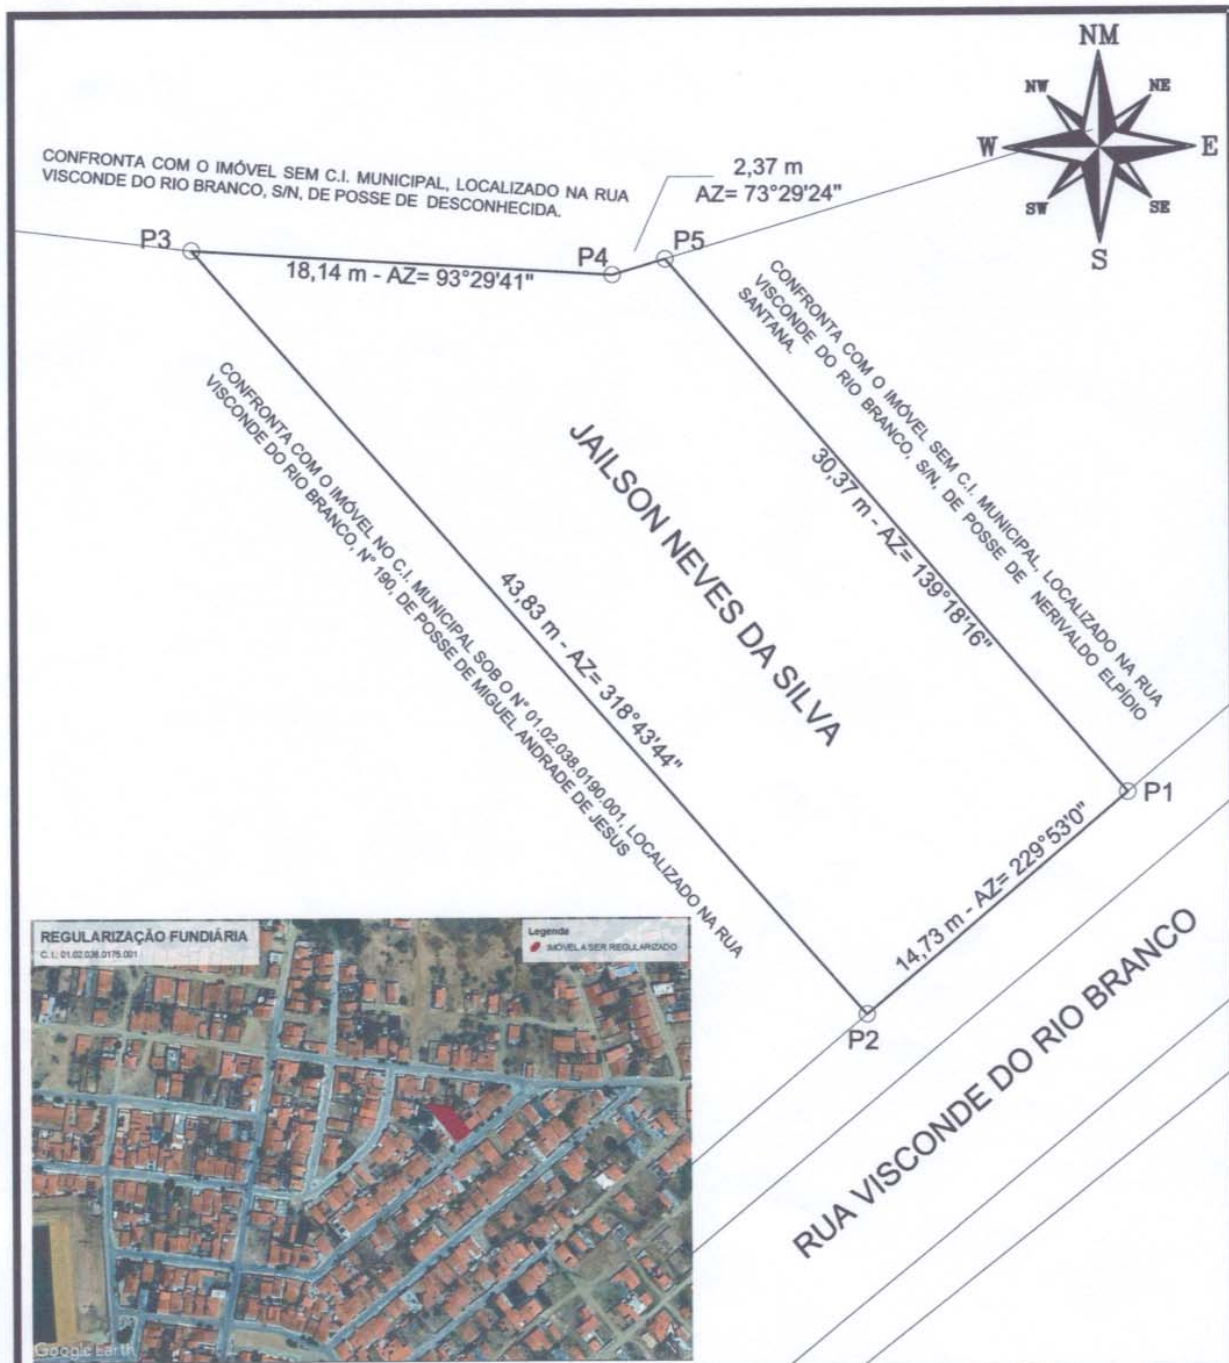 NM
NW
NE
W
E
SW
SE
S
CONFRONTA COM O IMÓVEL SEM C.I. MUNICIPAL, LOCALIZADO NA RUA
VISCONDE DO RIO BRANCO, S/N, DE POSSE DE DESCONHECIDA.
2,37 m
AZ= 73°29'24"
P3
P4
P5
18,14 m - AZ= 93°29'41"
CONFRONTA COM O IMÓVEL SEM C.I. MUNICIPAL, LOCALIZADO NA RUA
VISCONDE DO RIO BRANCO, S/N, DE POSSE DE NERIVALDO ELPÍDIO
SANTANA.
30,37 m - AZ= 139°18'16"
JAILSON NEVES DA SILVA
43,83 m - AZ= 318°43'44"
CONFRONTA COM O IMÓVEL NO C.I. MUNICIPAL SOB O N° 01.02.038.0190.001, LOCALIZADO NA RUA
VISCONDE DO RIO BRANCO, N° 190, DE POSSE DE MIGUEL ANDRADE DE JESUS
P1
14,73 m - AZ= 229°53'0"
P2
RUA VISCONDE DO RIO BRANCO
REGULARIZAÇÃO FUNDIÁRIA
C. I.: 01.02.038.0175.001
Legenda
IMÓVEL A SER REGULARIZADO
Google Earth